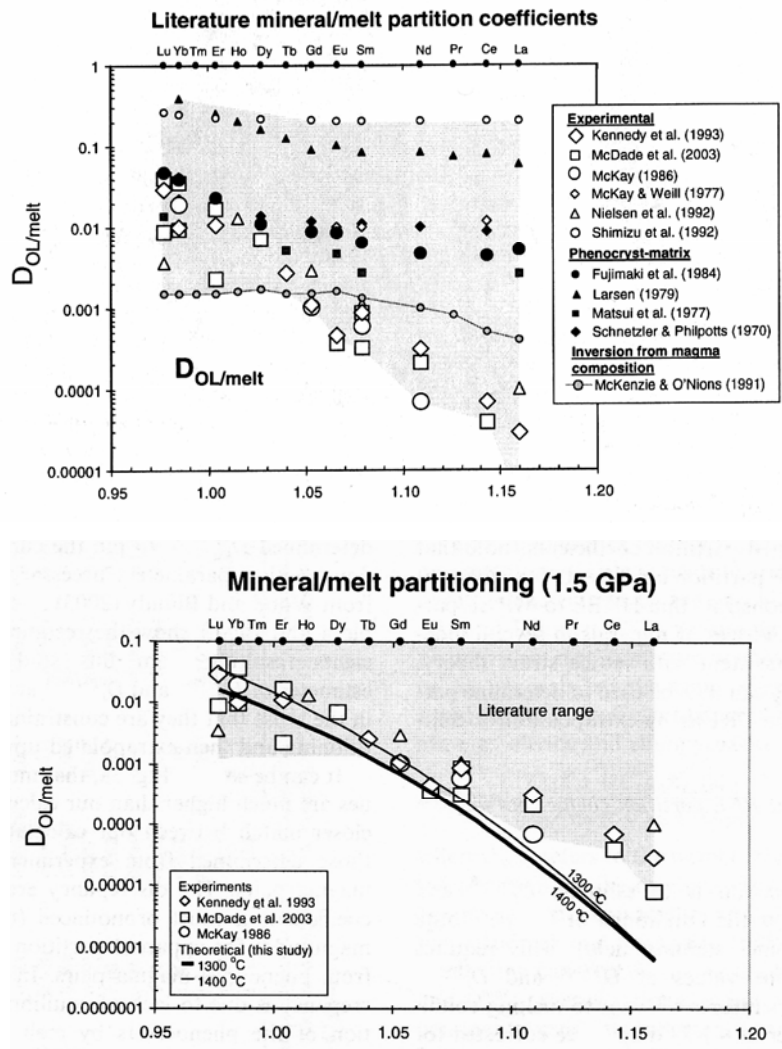 Literature mineral/melt partition coefficients
Lu Yb Tm Er Ho Dy Tb Gd Eu Sm Nd Pr Ce La
1
0.1
0.01
0.001
0.0001
0.00001
D OL/melt
D OL/melt
0.95 1.00 1.05 1.10 1.15 1.20
Experimental
Kennedy et al. (1993)
McDade et al. (2003)
McKay (1986)
McKay & Weill (1977)
Nielsen et al. (1992)
Shimizu et al. (1992)
Phenocryst-matrix
Fujimaki et al. (1984)
Larsen (1979)
Matsui et al. (1977)
Schnetzler & Philpotts (1970)
Inversion from magma
composition
McKenzie & O'Nions (1991)
Mineral/melt partitioning (1·5 GPa)
Lu Yb Er Ho Dy Tb Gd Eu Sm Nd Pr Ce La
0.1
0.01
0.001
0.0001
0.00001
0.000001
0.0000001
D OL/melt
Literature range
1300 °C
1400 °C
Experiments
Kennedy et al. 1993
McDade et al. 2003
McKay 1986
Theoretical (this study)
1300 °C
1400 °C
0.95 1.00 1.05 1.10 1.15 1.20